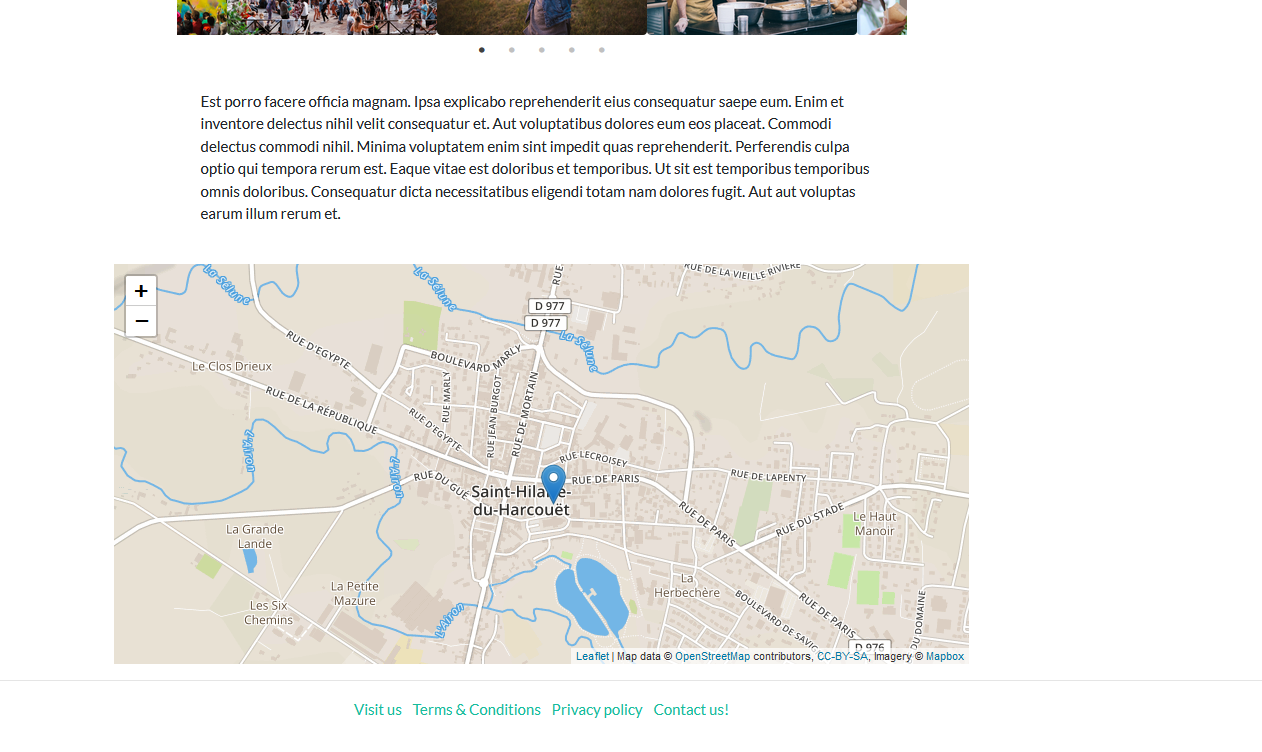 Est porro facere officia magnam. Ipsa explicabo reprehenderit eius consequatur saepe eum. Enim et
inventore delectus nihil velit consequatur et. Aut voluptatibus dolores eum eos placeat. Commodi
delectus commodi nihil. Minima voluptatem enim sint impedit quas reprehenderit. Perferendis culpa
optio qui tempora rerum est. Eaque vitae est doloribus et temporibus. Ut sit est temporibus temporibus
omnis doloribus. Consequatur dicta necessitatibus eligendi totam nam dolores fugit. Aut aut voluptas
earum illum rerum et.
+
−
La Sélune
La Sélune
RUE
RUE DE LA VIEILLE RIVIÈRE
D 977
D 977
La Sélune
RUE D'EGYPTE
BOULEVARD MARLY
Le Clos Drieux
RUE DE LA RÉPUBLIQUE
RUE MARLY
RUE JEAN BURGOT
RUE DE MORTAIN
RUE D'EGYPTE
L'Airon
L'Airon
RUE LECROISEY
RUE DU GUÉ
RUE DE PARIS
RUE DE LAPENTY
Saint-Hilaire-
du-Harcouët
RUE DE PARIS
RUE DU STADE
Le Haut
Manoir
La Grande
Lande
La Petite
Mazure
La
Herbechère
Les Six
Chemins
L'Airon
BOULEVARD DE SAVIG
RUE DE PARIS
DU DOMAINE
D 976
Leaflet | Map data © OpenStreetMap contributors, CC-BY-SA, Imagery © Mapbox
Visit us Terms & Conditions Privacy policy Contact us!